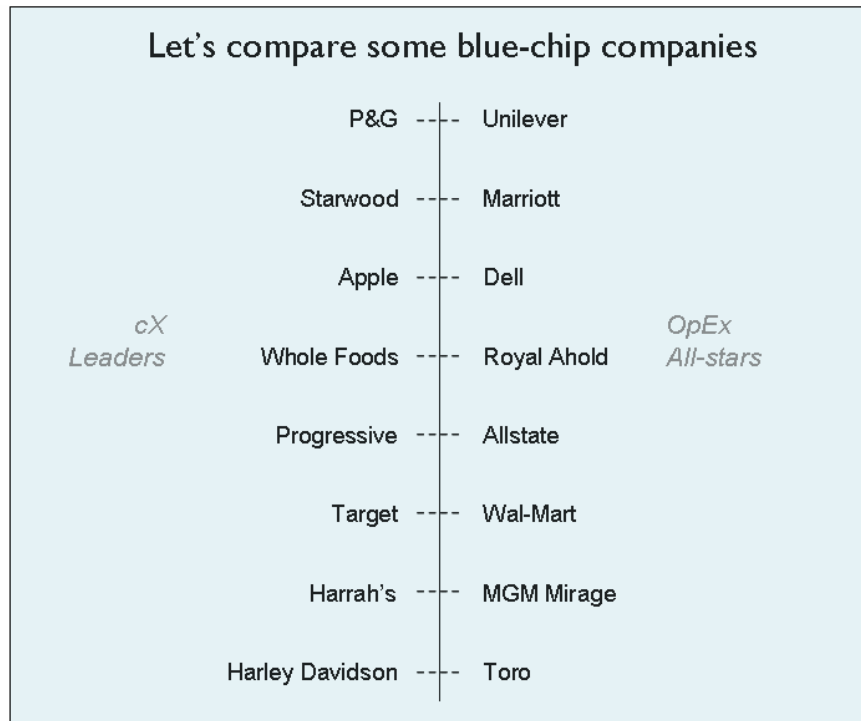 Let's compare some blue-chip companies
P&G ---- ---- Unilever
Starwood ---- ---- Marriott
Apple ---- ---- Dell
cX OpEx
Leaders Whole Foods ---- ---- Royal Ahold All-stars
Progressive ---- ---- Allstate
Target ---- ---- Wal-Mart
Harrah's ---- ---- MGM Mirage
Harley Davidson ---- ---- Toro